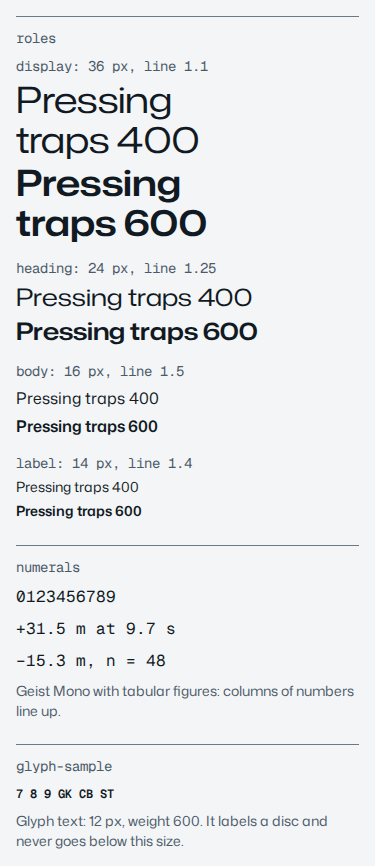 roles
display: 36 px, line 1.1
Pressing
traps 400
Pressing
traps 600
heading: 24 px, line 1.25
Pressing traps 400
Pressing traps 600
body: 16 px, line 1.5
Pressing traps 400
Pressing traps 600
label: 14 px, line 1.4
Pressing traps 400
Pressing traps 600
numerals
0123456789
+31.5 m at 9.7 s
−15.3 m, n = 48
Geist Mono with tabular figures: columns of numbers
line up.
glyph-sample
7 8 9 GK CB ST
Glyph text: 12 px, weight 600. It labels a disc and
never goes below this size.